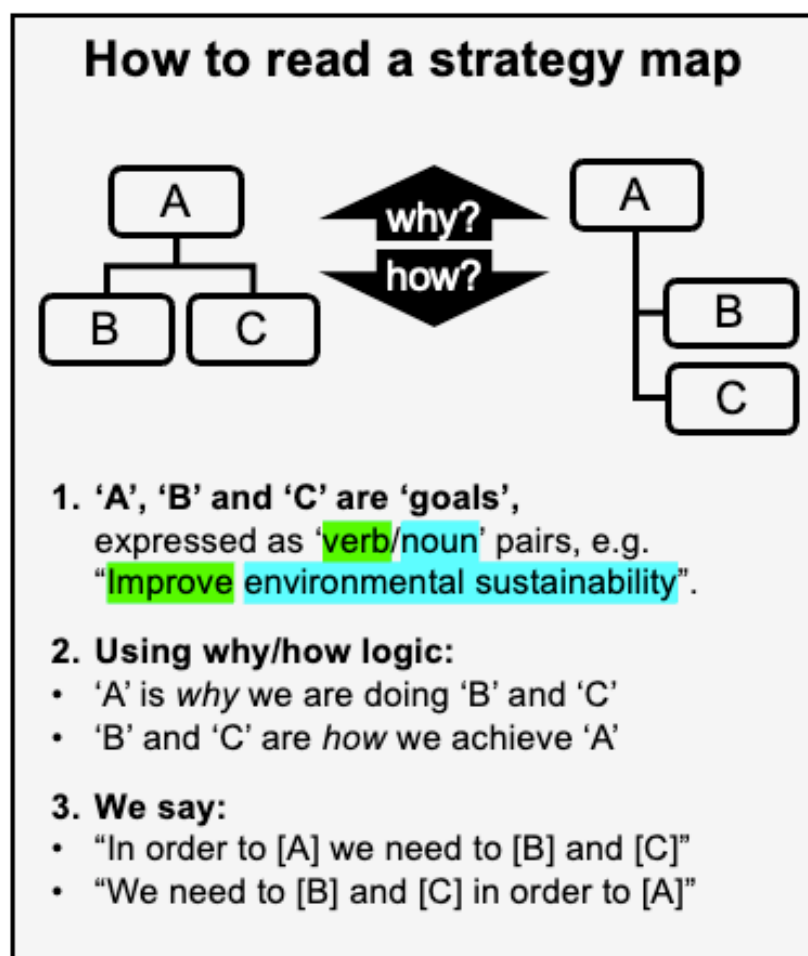 How to read a strategy map
A
B
C
why?
how?
A
B
C
1. ‘A’, ‘B’ and ‘C’ are ‘goals’,
expressed as ‘verb/noun’ pairs, e.g.
“Improve environmental sustainability”.
2. Using why/how logic:
• ‘A’ is why we are doing ‘B’ and ‘C’
• ‘B’ and ‘C’ are how we achieve ‘A’
3. We say:
• “In order to [A] we need to [B] and [C]”
• “We need to [B] and [C] in order to [A]”